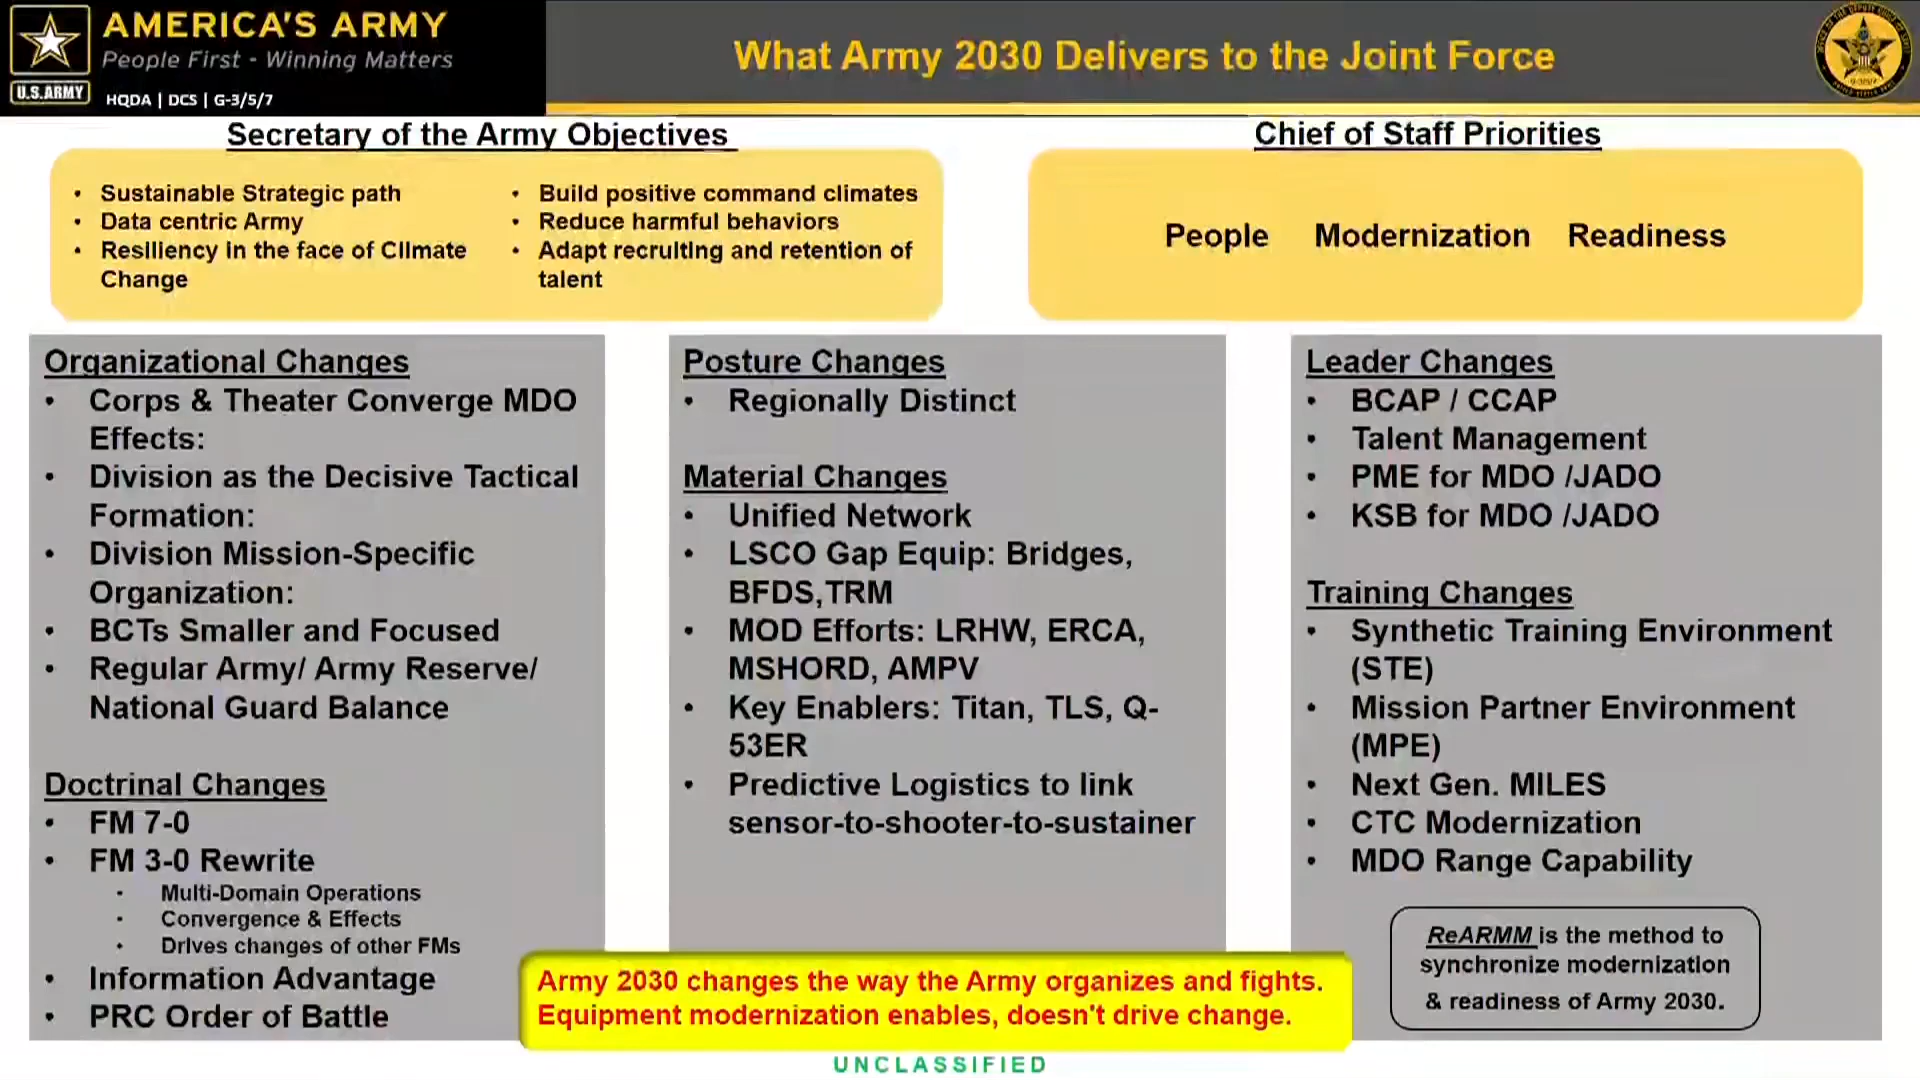 AMERICA'S ARMY
People First - Winning Matters
U.S.ARMY
HQDA | DCS | G-3/5/7
What Army 2030 Delivers to the Joint Force
Secretary of the Army Objectives
• Sustainable Strategic path
• Data centric Army
• Resiliency in the face of Climate
Change
• Build positive command climates
• Reduce harmful behaviors
• Adapt recruiting and retention of
talent
Chief of Staff Priorities
People Modernization Readiness
Organizational Changes
• Corps & Theater Converge MDO
Effects:
• Division as the Decisive Tactical
Formation:
• Division Mission-Specific
Organization:
• BCTs Smaller and Focused
• Regular Army/ Army Reserve/
National Guard Balance
Doctrinal Changes
• FM 7-0
• FM 3-0 Rewrite
• Multi-Domain Operations
• Convergence & Effects
• Drives changes of other FMs
• Information Advantage
• PRC Order of Battle
Posture Changes
• Regionally Distinct
Material Changes
• Unified Network
• LSCO Gap Equip: Bridges,
BFDS,TRM
• MOD Efforts: LRHW, ERCA,
MSHORD, AMPV
• Key Enablers: Titan, TLS, Q-
53ER
• Predictive Logistics to link
sensor-to-shooter-to-sustainer
Leader Changes
• BCAP / CCAP
• Talent Management
• PME for MDO /JADO
• KSB for MDO /JADO
Training Changes
• Synthetic Training Environment
(STE)
• Mission Partner Environment
(MPE)
• Next Gen. MILES
• CTC Modernization
• MDO Range Capability
ReARMM is the method to
synchronize modernization
& readiness of Army 2030.
Army 2030 changes the way the Army organizes and fights.
Equipment modernization enables, doesn't drive change.
UNCLASSIFIED